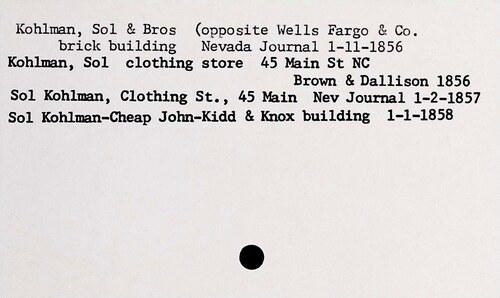 Kohlman, Sol & Bros (opposite Wells Fargo & Co.
brick building Nevada Journal 1-11-1856
Kohlman, Sol clothing store 45 Main St NC
Brown & Dallison 1856
Sol Kohlman, Clothing St., 45 Main Nev Journal 1-2-1857
Sol Kohlman-Cheap John-Kidd & Knox building 1-1-1858